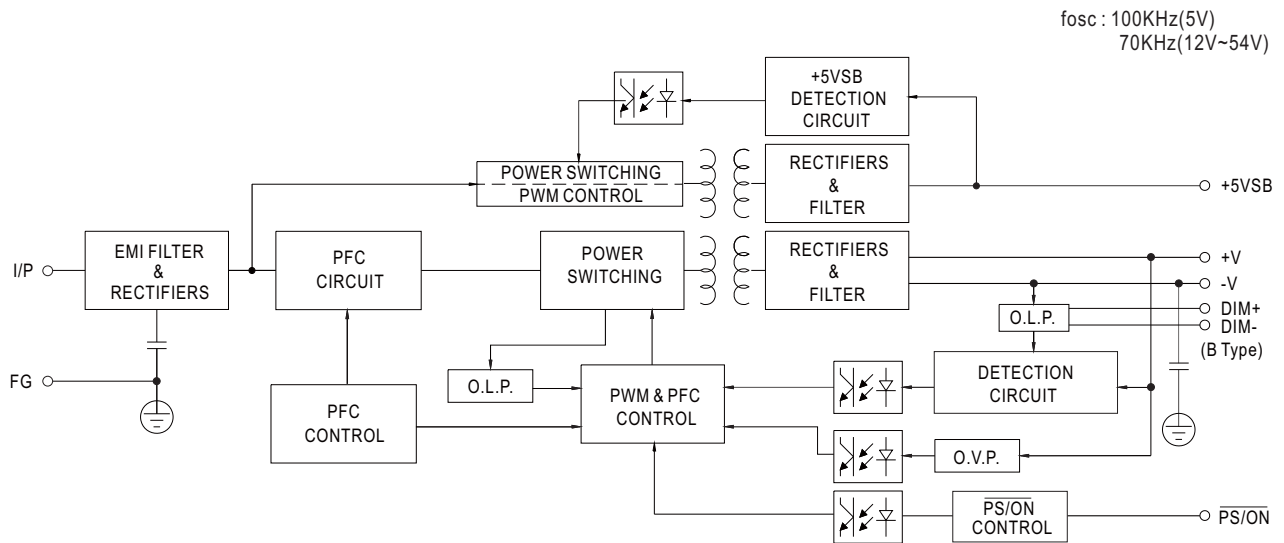 fosc : 100KHz(5V)
70KHz(12V~54V)
+5VSB
DETECTION
CIRCUIT
POWER SWITCHING
PWM CONTROL
RECTIFIERS
&
FILTER
+5VSB
I/P
EMI FILTER
&
RECTIFIERS
PFC
CIRCUIT
POWER
SWITCHING
RECTIFIERS
&
FILTER
+V
-V
DIM+
DIM-
(B Type)
O.L.P.
FG
O.L.P.
PFC
CONTROL
PWM & PFC
CONTROL
DETECTION
CIRCUIT
O.V.P.
PS/ON
CONTROL
PS/ON